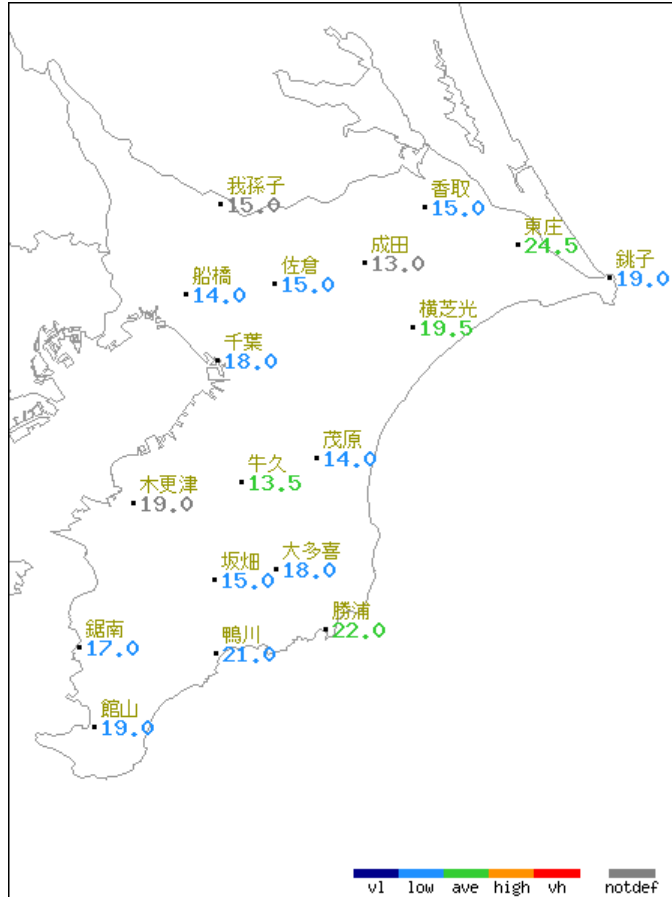 我孫子
15.0
香取
15.0
東庄
24.5
成田
13.0
銚子
19.0
船橋
14.0
佐倉
15.0
横芝光
19.5
千葉
18.0
茂原
14.0
牛久
13.5
木更津
19.0
大多喜
18.0
坂畑
15.0
勝浦
22.0
鋸南
17.0
鴨川
21.0
館山
19.0
vl low ave high vh notdef